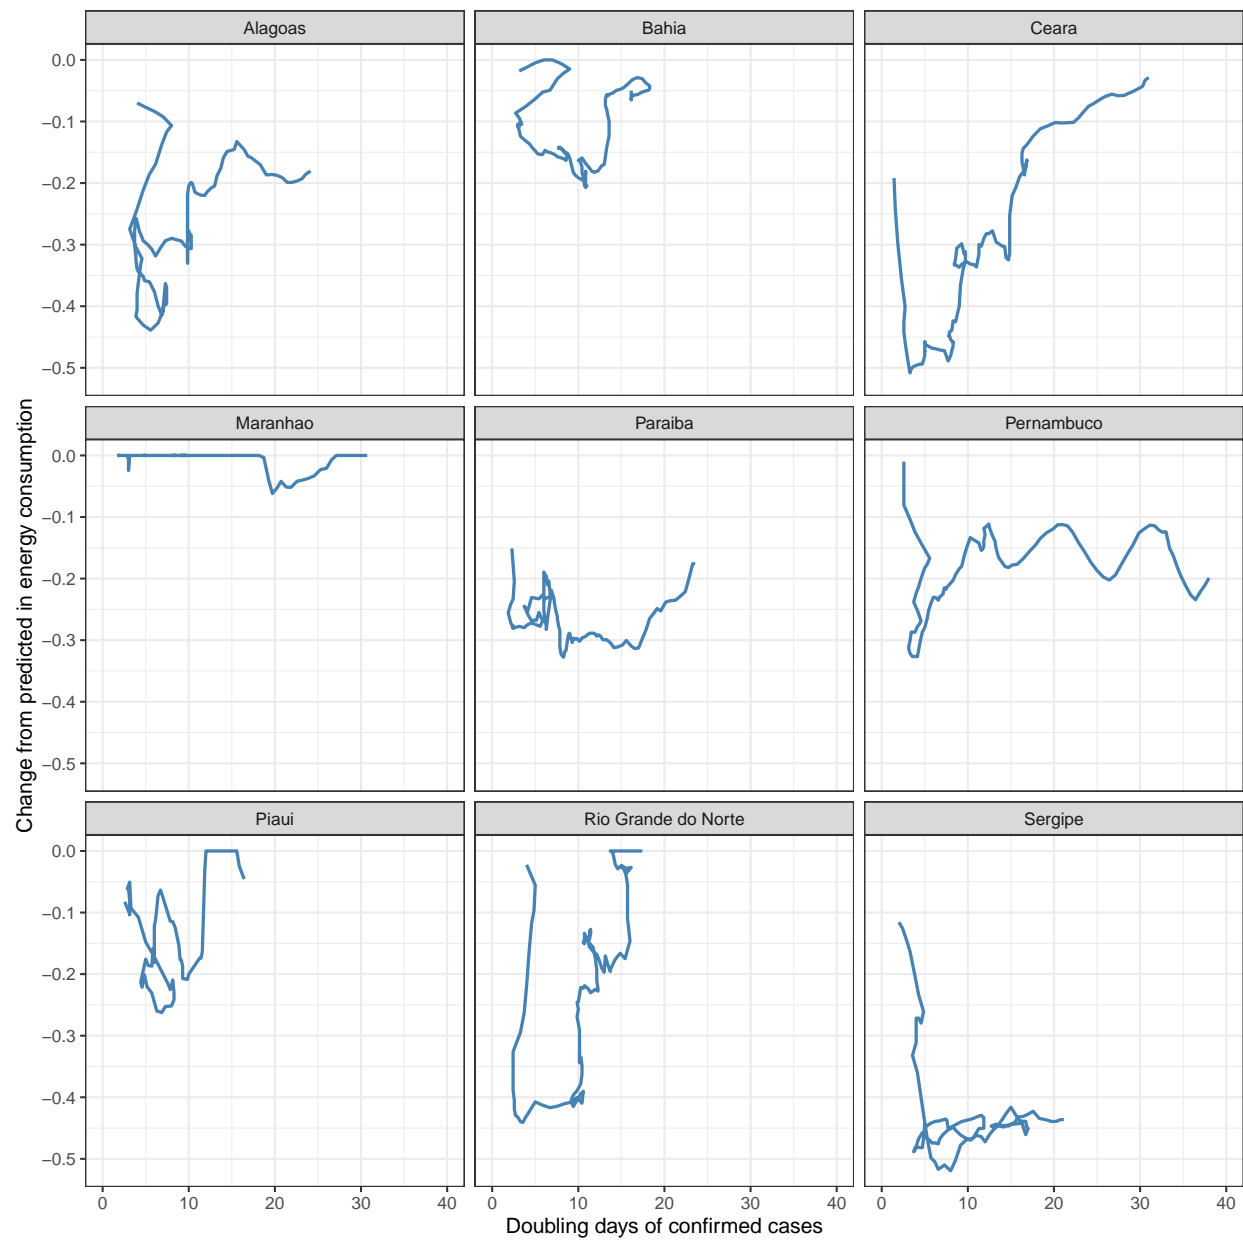 Alagoas
Bahia
Ceara
0.0
−0.1
−0.2
−0.3
−0.4
−0.5
Maranhao
Paraiba
Pernambuco
0.0
−0.1
−0.2
−0.3
−0.4
−0.5
Change from predicted in energy consumption
Piaui
Rio Grande do Norte
Sergipe
0.0
−0.1
−0.2
−0.3
−0.4
−0.5
0 10 20 30 40
0 10 20 30 40
0 10 20 30 40
Doubling days of confirmed cases